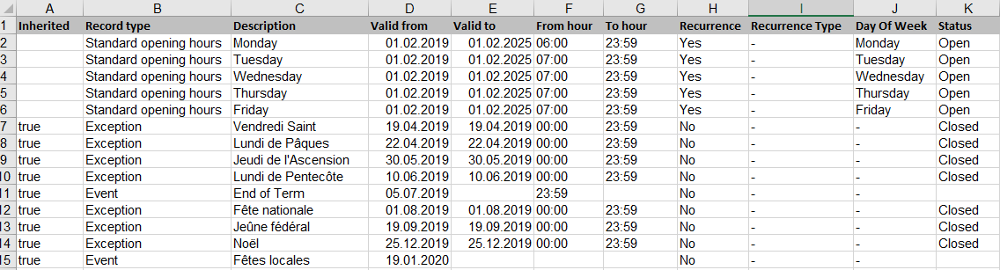 A B C D E F G H I J K
1 Inherited Record type Description Valid from Valid to From hour To hour Recurrence Recurrence Type Day Of Week Status
2 Standard opening hours Monday 01.02.2019 01.02.2025 06:00 23:59 Yes - Monday Open
3 Standard opening hours Tuesday 01.02.2019 01.02.2025 07:00 23:59 Yes - Tuesday Open
4 Standard opening hours Wednesday 01.02.2019 01.02.2025 07:00 23:59 Yes - Wednesday Open
5 Standard opening hours Thursday 01.02.2019 01.02.2025 07:00 23:59 Yes - Thursday Open
6 Standard opening hours Friday 01.02.2019 01.02.2025 07:00 23:59 Yes - Friday Open
7 true Exception Vendredi Saint 19.04.2019 19.04.2019 00:00 23:59 No - - Closed
8 true Exception Lundi de Pâques 22.04.2019 22.04.2019 00:00 23:59 No - - Closed
9 true Exception Jeudi de l'Ascension 30.05.2019 30.05.2019 00:00 23:59 No - - Closed
10 true Exception Lundi de Pentecôte 10.06.2019 10.06.2019 00:00 23:59 No - - Closed
11 true Event End of Term 05.07.2019 23:59 No - -
12 true Exception Fête nationale 01.08.2019 01.08.2019 00:00 23:59 No - - Closed
13 true Exception Jeûne fédéral 19.09.2019 19.09.2019 00:00 23:59 No - - Closed
14 true Exception Noël 25.12.2019 25.12.2019 00:00 23:59 No - - Closed
15 true Event Fêtes locales 19.01.2020 No - -